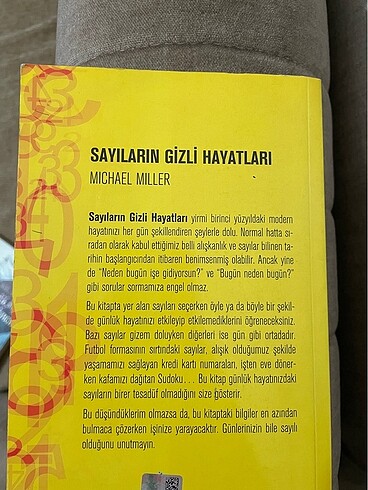 SAYILARIN GİZLİ HAYATLARI
MICHAEL MILLER
Sayıların Gizli Hayatları yirmi birinci yüzyıldaki modern
hayatınızı her gün şekillendiren şeylerle dolu. Normal hatta sı-
radan olarak kabul ettiğimiz belli alışkanlık ve sayılar bilinen ta-
rihin başlangıcından itibaren benimsenmiş olabilir. Ancak yine
de “Neden bugün işe gidiyorsun?” ve “Bugün neden bugün?”
gibi sorular sormamıza engel olmaz.
Bu kitapta yer alan sayıları seçerken öyle ya da böyle bir şekil-
de günlük hayatınızı etkileyip etkilemediklerini öğreneceksiniz.
Bazı sayılar gizem doluyken diğerleri ise gün gibi ortadadır.
Futbol formasının sırtındaki sayılar, alışık olduğumuz şekilde
yaşamamızı sağlayan kredi kartı numaraları, işten eve döner-
ken kafamızı dağıtan Sudoku... Bu kitap günlük hayatınızdaki
sayıların birer tesadüf olmadığını size gösterir.
Bu düşündüklerim olmazsa da, bu kitaptaki bilgiler en azından
bulmaca çözerken işinize yarayacaktır. Günlerinizin bile sayılı
olduğunu unutmayın.